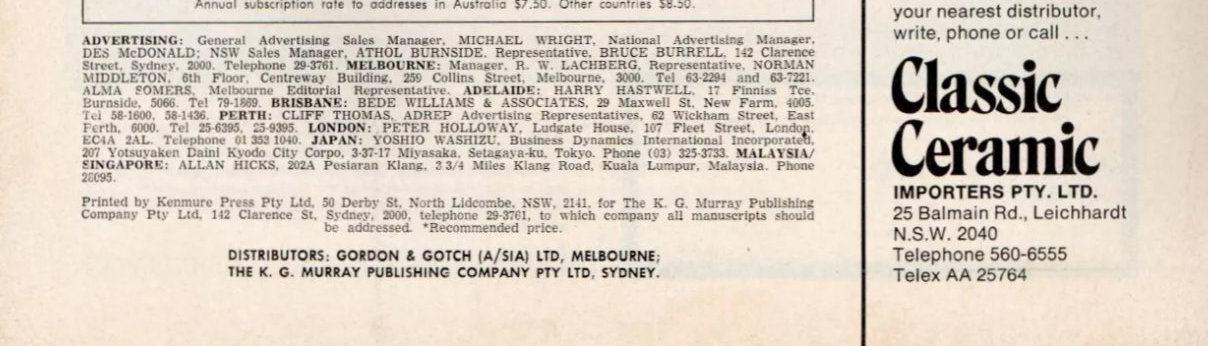 Annual subscription rate to addresses in Australia $7.50. Other countries $8.50.
ADVERTISING: General Advertising Sales Manager, MICHAEL WRIGHT, National Advertising Manager,
DES McDONALD; NSW Sales Manager, ATHOL BURNSIDE. Representative, BRUCE BURRELL, 142 Clarence
Street, Sydney, 2000. Telephone 29-3761. MELBOURNE: Manager, R. W. LACHBERG, Representative, NORMAN
MIDDLETON, 6th Floor, Centreway Building, 259 Collins Street, Melbourne, 3000. Tel 63-2294 and 63-7221.
ALMA SOMERS, Melbourne Editorial Representative. ADELAIDE: HARRY HASTWELL, 17 Finniss Tce,
Burnside, 5066. Tel 79-1869. BRISBANE: BEDE WILLIAMS & ASSOCIATES, 29 Maxwell St, New Farm, 4005.
Tel 58-1600, 58-1436. PERTH: CLIFF THOMAS, ADREP Advertising Representatives, 62 Wickham Street, East
Perth, 6000. Tel 25-6395, 25-9395. LONDON: PETER HOLLOWAY, Ludgate House, 107 Fleet Street, London,
EC4A 2AL. Telephone 01 353 1040. JAPAN: YOSHIO WASHIZU, Business Dynamics International Incorporated,
207 Yotsuyaken Daini Kyodo City Corpo, 3-37-17 Miyasaka, Setagaya-ku, Tokyo. Phone (03) 325-3733. MALAYSIA/
SINGAPORE: ALLAN HICKS, 202A Pesiaran Klang, 3 3/4 Miles Klang Road, Kuala Lumpur, Malaysia. Phone
28095.
Printed by Kenmure Press Pty Ltd, 50 Derby St, North Lidcombe, NSW, 2141, for The K. G. Murray Publishing
Company Pty Ltd, 142 Clarence St, Sydney, 2000, telephone 29-3761, to which company all manuscripts should
be addressed. *Recommended price.
DISTRIBUTORS: GORDON & GOTCH (A/SIA) LTD, MELBOURNE;
THE K. G. MURRAY PUBLISHING COMPANY PTY LTD, SYDNEY.
your nearest distributor,
write, phone or call . . .
Classic
Ceramic
IMPORTERS PTY. LTD.
25 Balmain Rd., Leichhardt
N.S.W. 2040
Telephone 560-6555
Telex AA 25764